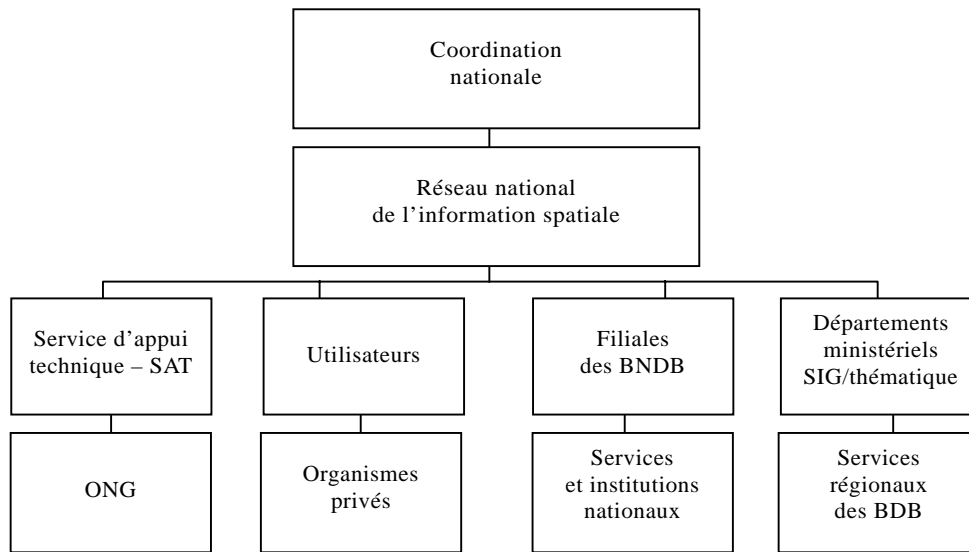 Coordination
nationale
Réseau national
de l’information spatiale
Service d’appui
technique – SAT
Utilisateurs
Filiales
des BNDB
Départements
ministériels
SIG/thématique
ONG
Organismes
privés
Services
et institutions
nationaux
Services
régionaux
des BDB